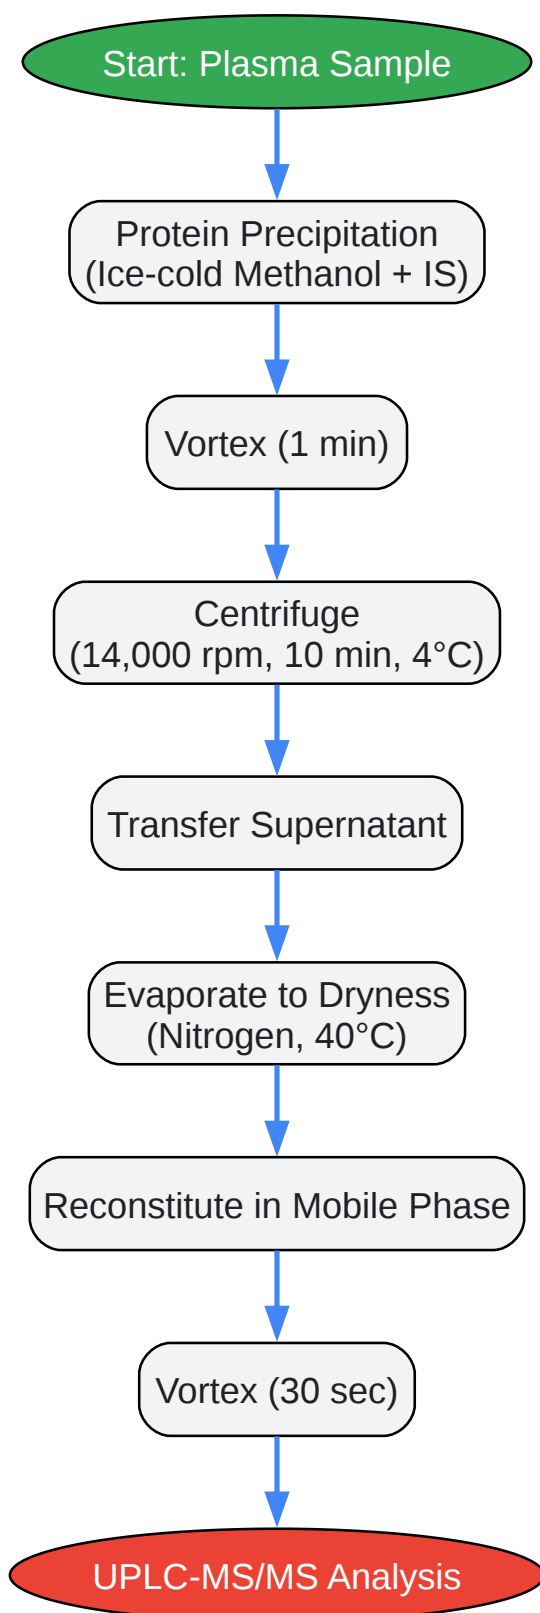 Start: Plasma Sample
Protein Precipitation
(Ice-cold Methanol + IS)
Vortex (1 min)
Centrifuge
(14,000 rpm, 10 min, 4°C)
Transfer Supernatant
Evaporate to Dryness
(Nitrogen, 40°C)
Reconstitute in Mobile Phase
Vortex (30 sec)
UPLC-MS/MS Analysis